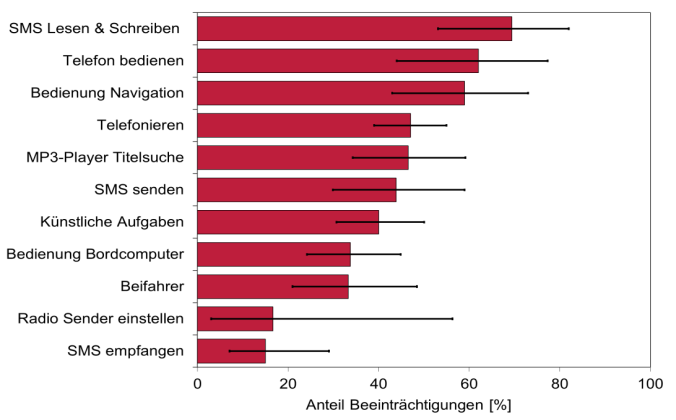 SMS Lesen & Schreiben
Telefon bedienen
Bedienung Navigation
Telefonieren
MP3-Player Titelsuche
SMS senden
Künstliche Aufgaben
Bedienung Bordcomputer
Beifahrer
Radio Sender einstellen
SMS empfangen
0 20 40 60 80 100
Anteil Beeinträchtigungen [%]